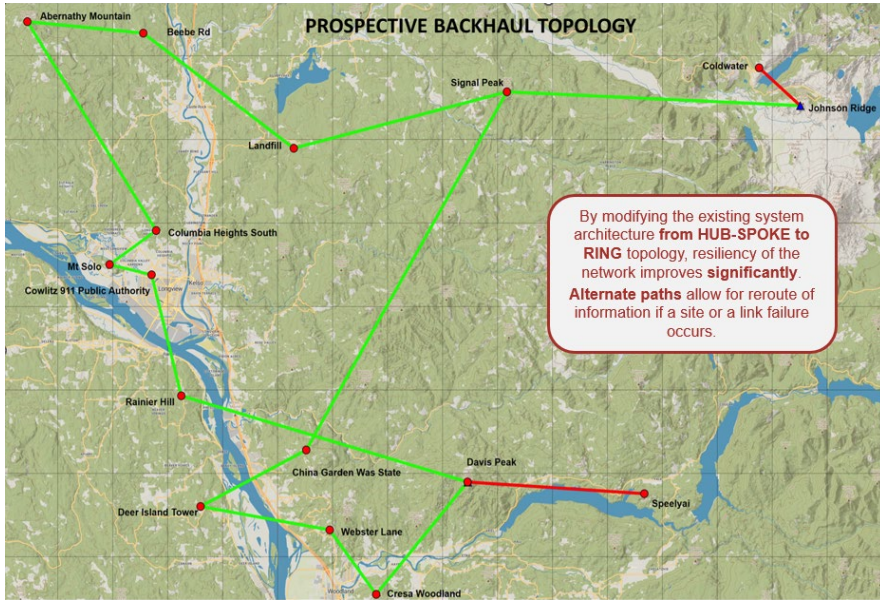 PROSPECTIVE BACKHAUL TOPOLOGY
Abernathy Mountain
Beebe Rd
Signal Peak
Coldwater
Johnson Ridge
Landfill
By modifying the existing system
architecture from HUB-SPOKE to
RING topology, resiliency of the
network improves significantly.
Alternate paths allow for reroute of
information if a site or a link failure
occurs.
Columbia Heights South
Mt Solo
Cowlitz 911 Public Authority
Longview
Kelso
Rainier Hill
China Garden Was State
Davis Peak
Speelyai
Deer Island Tower
Webster Lane
Woodland
Cresa Woodland